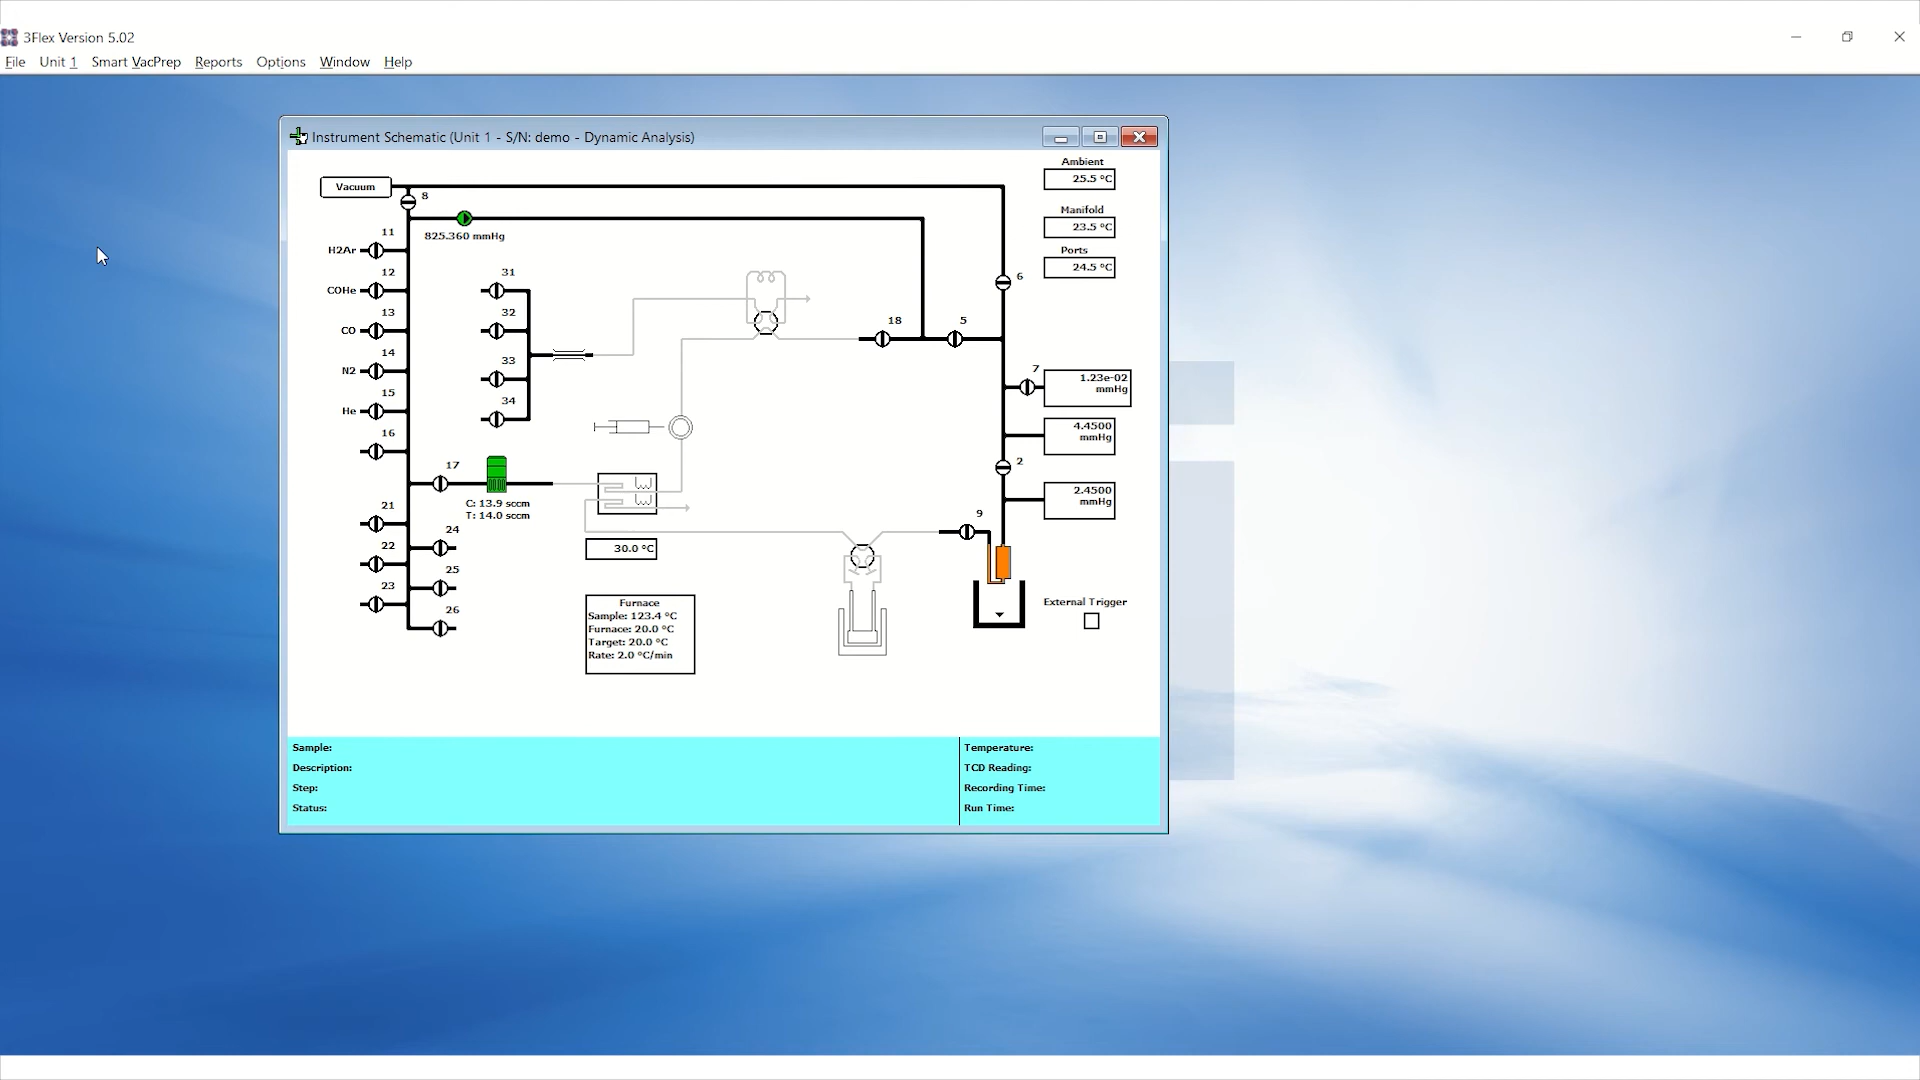 3Flex Version 5.02
File Unit 1 Smart VacPrep Reports Options Window Help
Instrument Schematic (Unit 1 - S/N: demo - Dynamic Analysis)
Vacuum
8
825.360 mmHg
11
H2Ar
12
COHe
13
CO
14
N2
15
He
16
17
C: 13.9 sccm
T: 14.0 sccm
21
22
23
24
25
26
31
32
33
34
30.0 °C
Furnace
Sample: 123.4 °C
Furnace: 20.0 °C
Target: 20.0 °C
Rate: 2.0 °C/min
18
5
6
7
2
9
Ambient
25.5 °C
Manifold
23.5 °C
Ports
24.5 °C
1.23e-02
mmHg
4.4500
mmHg
2.4500
mmHg
External Trigger
Sample:
Description:
Step:
Status:
Temperature:
TCD Reading:
Recording Time:
Run Time: